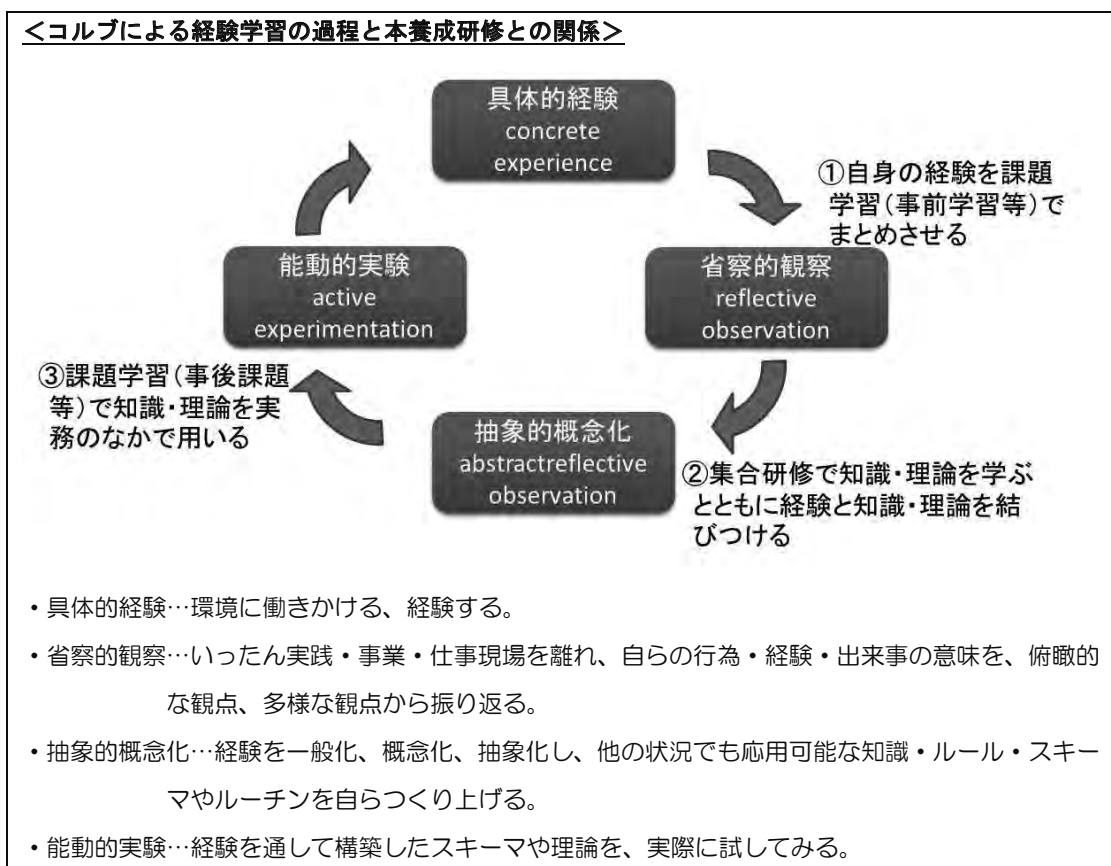 <コルブによる経験学習の過程と本養成研修との関係>
具体的経験
concrete
experience
①自身の経験を課題
学習(事前学習等)で
まとめさせる
能動的実験
active
experimentation
省察的観察
reflective
observation
③課題学習(事後課題
等)で知識・理論を実
務のなかで用いる
抽象的概念化
abstractreflective
observation
②集合研修で知識・理論を学ぶ
とともに経験と知識・理論を結
びつける
・具体的経験…環境に働きかける、経験する。
・省察的観察…いったん実践・事業・仕事現場を離れ、自らの行為・経験・出来事の意味を、俯瞰的
な観点、多様な観点から振り返る。
・抽象的概念化…経験を一般化、概念化、抽象化し、他の状況でも応用可能な知識・ルール・スキー
マやルーチンを自らつくり上げる。
・能動的実験…経験を通して構築したスキーマや理論を、実際に試してみる。